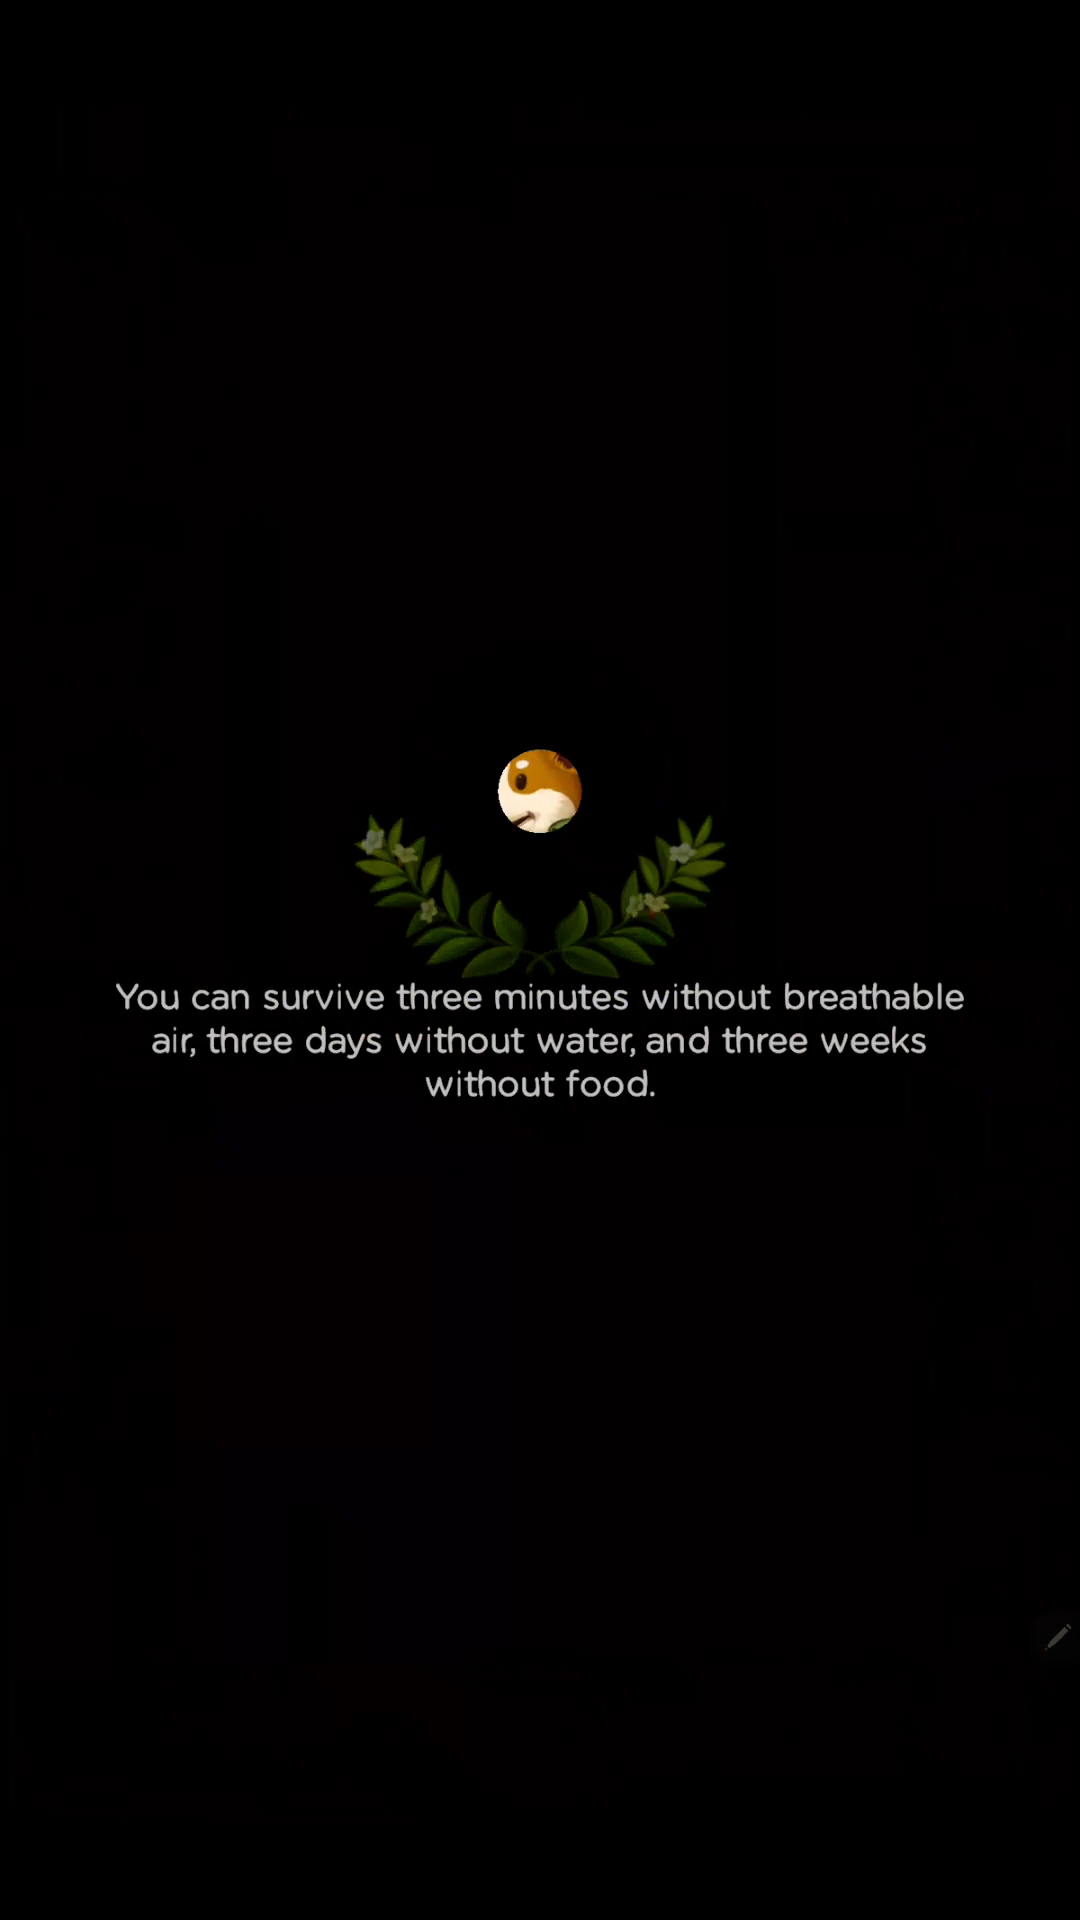 You can survive three minutes without breathable
air, three days without water, and three weeks
without food.